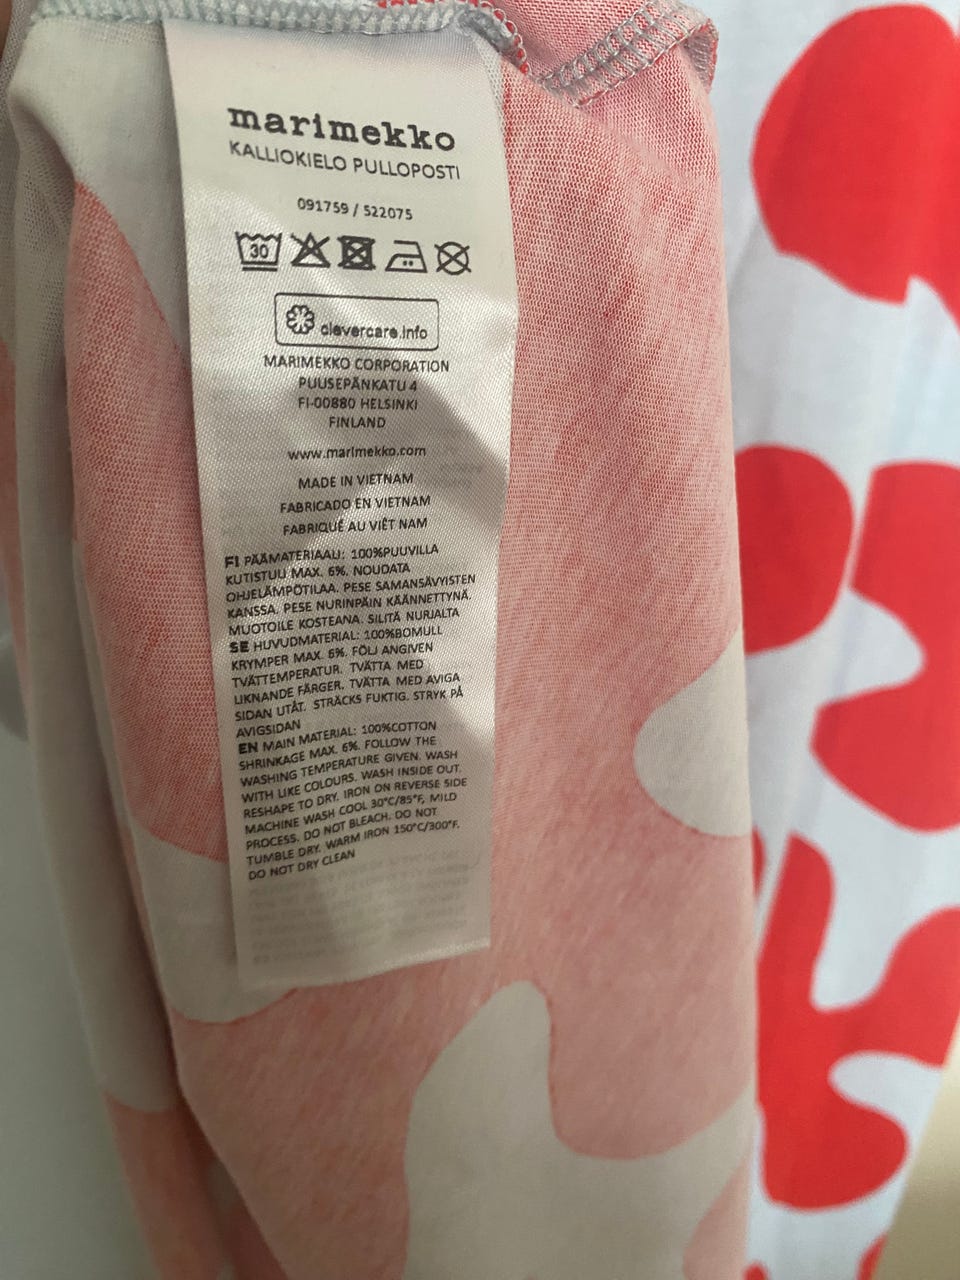 marimekko
KALLIOKIELO PULLOPOSTI
091759 / 522075
30
clevercare.info
MARIMEKKO CORPORATION
PUUSEPÄNKATU 4
FI-00880 HELSINKI
FINLAND
www.marimekko.com
MADE IN VIETNAM
FABRICADO EN VIETNAM
FABRIQUÉ AU VIÊT NAM
FI PÄÄMATERIAALI: 100%PUUVILLA
KUTISTUU MAX. 6%. NOUDATA
OHJELÄMPÖTILAA. PESE SAMANSÄVYISTEN
KANSSA. PESE NURINPÄIN KÄÄNNETTYNÄ.
MUOTOILE KOSTEANA. SILITÄ NURJALTA
SE HUVUDMATERIAL: 100%BOMULL
KRYMPER MAX. 6%. FÖLJ ANGIVEN
TVÄTTEMPERATUR. TVÄTTA MED
LIKNANDE FÄRGER. TVÄTTA MED AVIGA
SIDAN UTÅT. STRÄCKS FUKTIG. STRYK PÅ
AVIGSIDAN
EN MAIN MATERIAL: 100%COTTON
SHRINKAGE MAX. 6%. FOLLOW THE
WASHING TEMPERATURE GIVEN. WASH
WITH LIKE COLOURS. WASH INSIDE OUT.
RESHAPE TO DRY. IRON ON REVERSE SIDE
MACHINE WASH COOL 30°C/85°F, MILD
PROCESS. DO NOT BLEACH. DO NOT
TUMBLE DRY. WARM IRON 150°C/300°F.
DO NOT DRY CLEAN